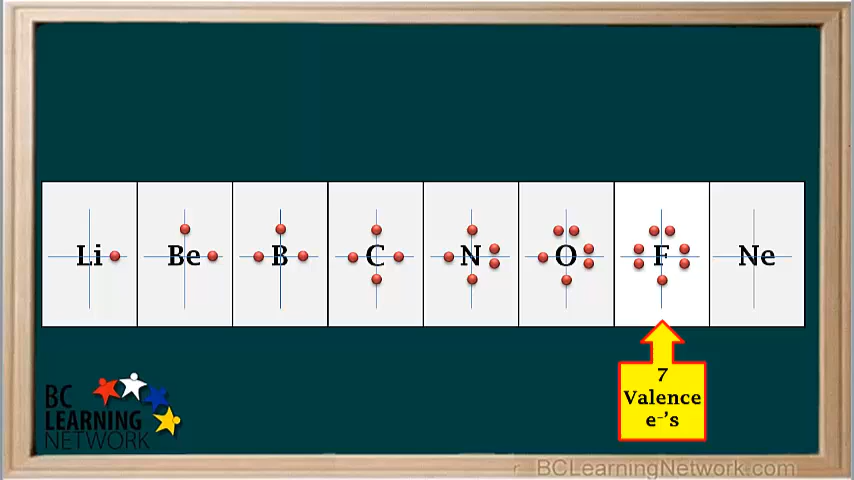 Li Be B C N O F Ne
7
Valence
e⁻'s
BC
LEARNING
NETWORK
BCLearningNetwork.com